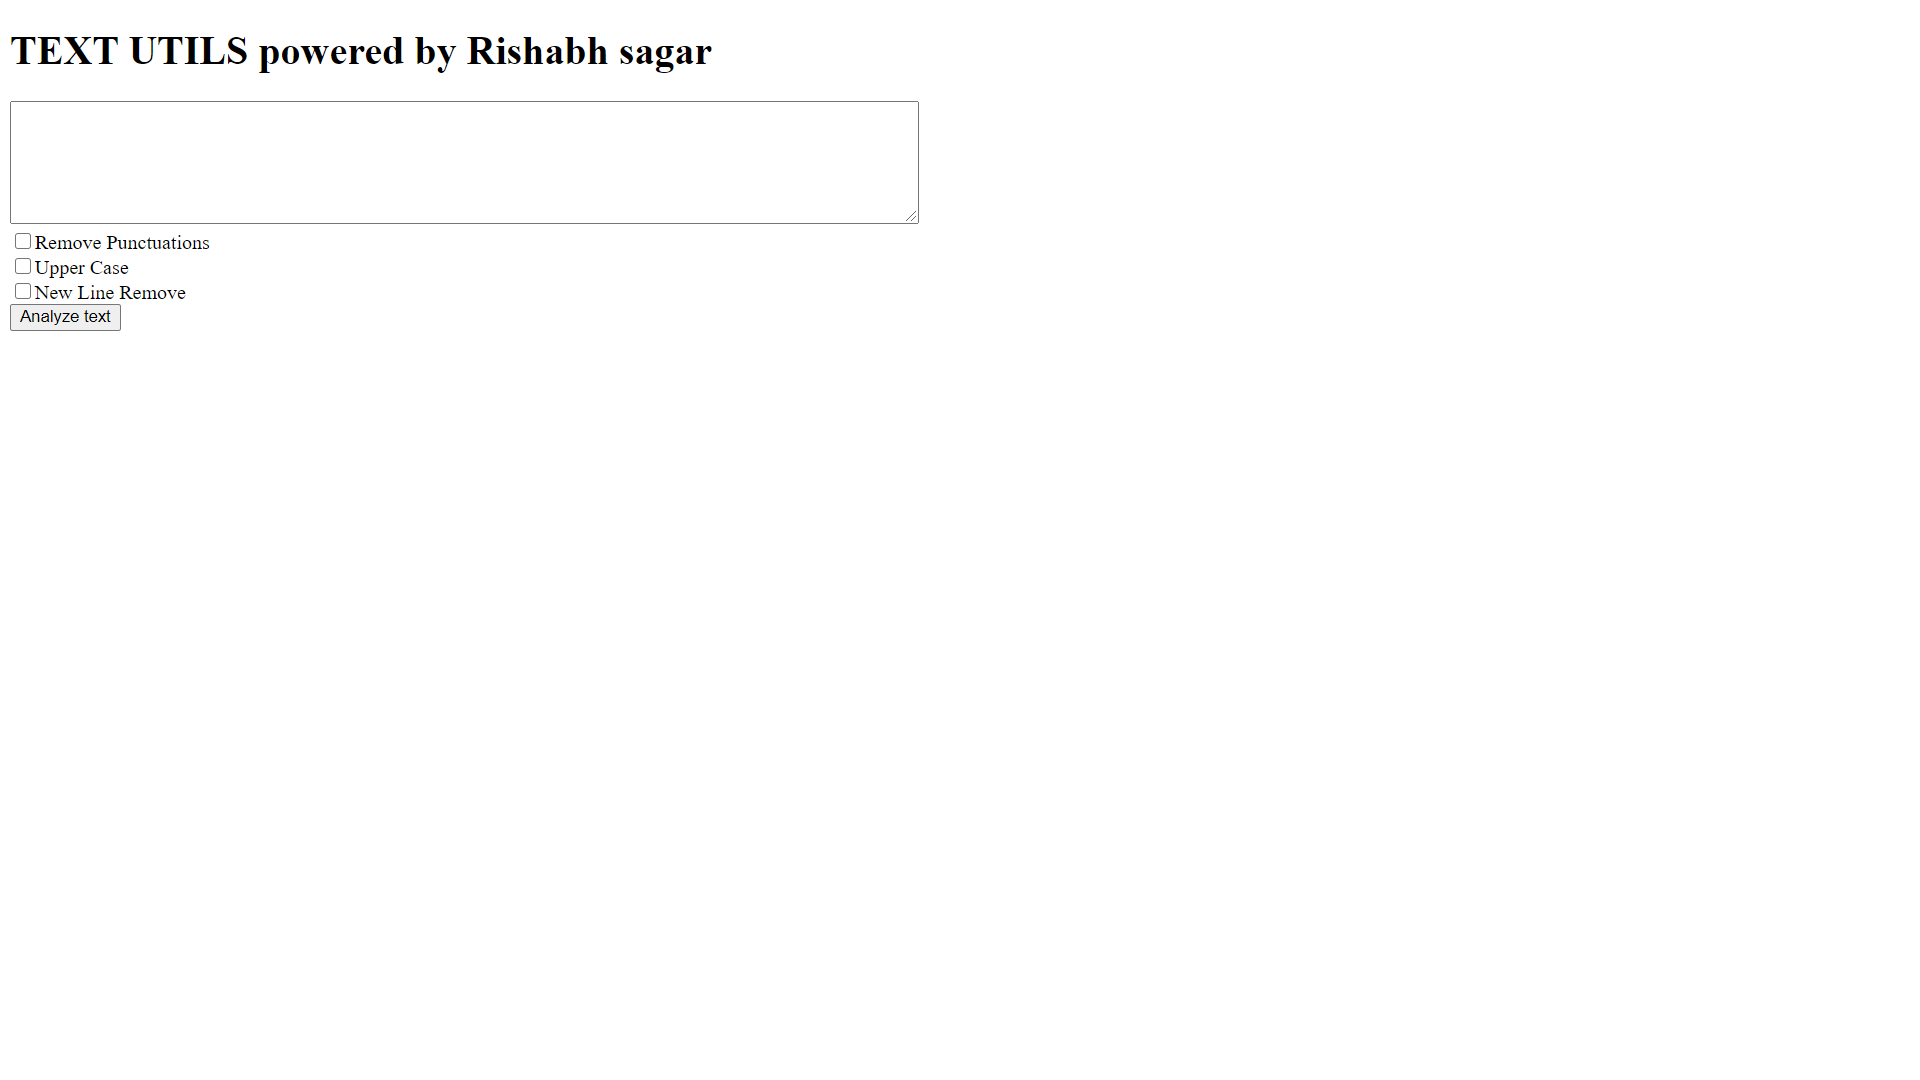 TEXT UTILS powered by Rishabh sagar
Remove Punctuations
Upper Case
New Line Remove
Analyze text